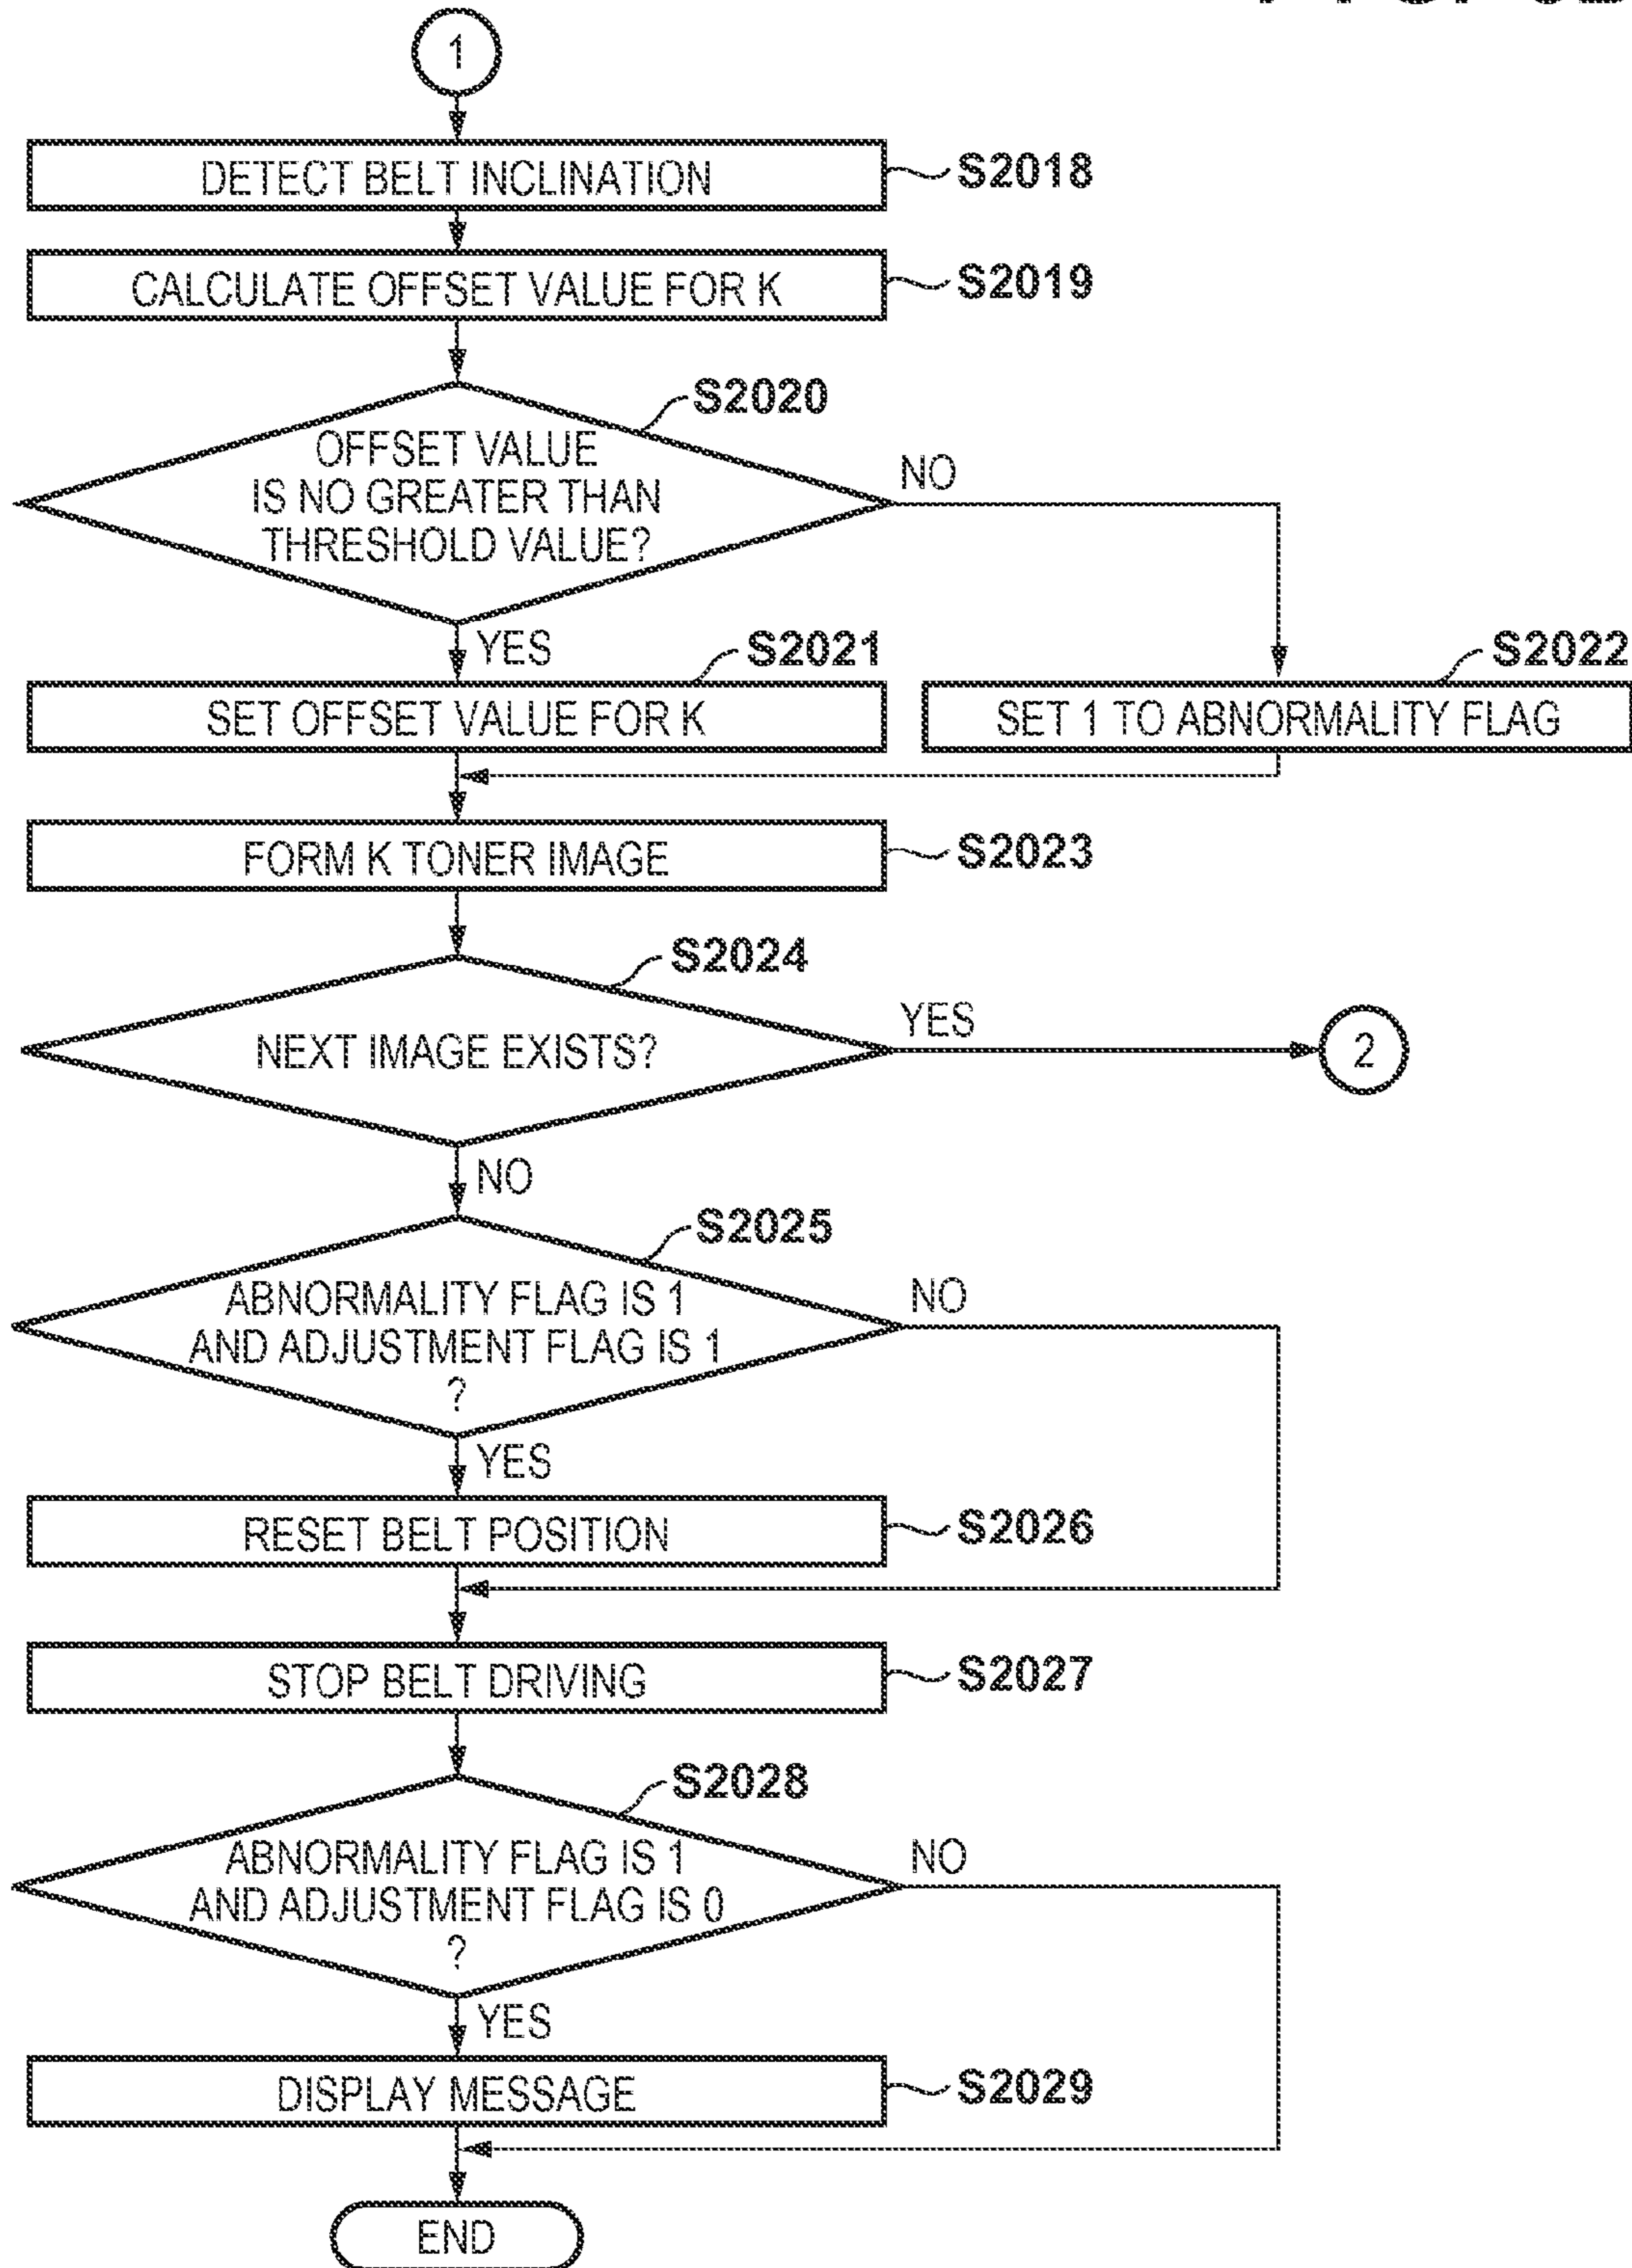 1
DETECT BELT INCLINATION
S2018
CALCULATE OFFSET VALUE FOR K
S2019
S2020
OFFSET VALUE
IS NO GREATER THAN
THRESHOLD VALUE?
NO
YES
S2021
S2022
SET OFFSET VALUE FOR K
SET 1 TO ABNORMALITY FLAG
FORM K TONER IMAGE
S2023
S2024
NEXT IMAGE EXISTS?
YES
2
NO
S2025
ABNORMALITY FLAG IS 1
AND ADJUSTMENT FLAG IS 1
?
NO
YES
RESET BELT POSITION
S2026
STOP BELT DRIVING
S2027
S2028
ABNORMALITY FLAG IS 1
AND ADJUSTMENT FLAG IS 0
?
NO
YES
DISPLAY MESSAGE
S2029
END